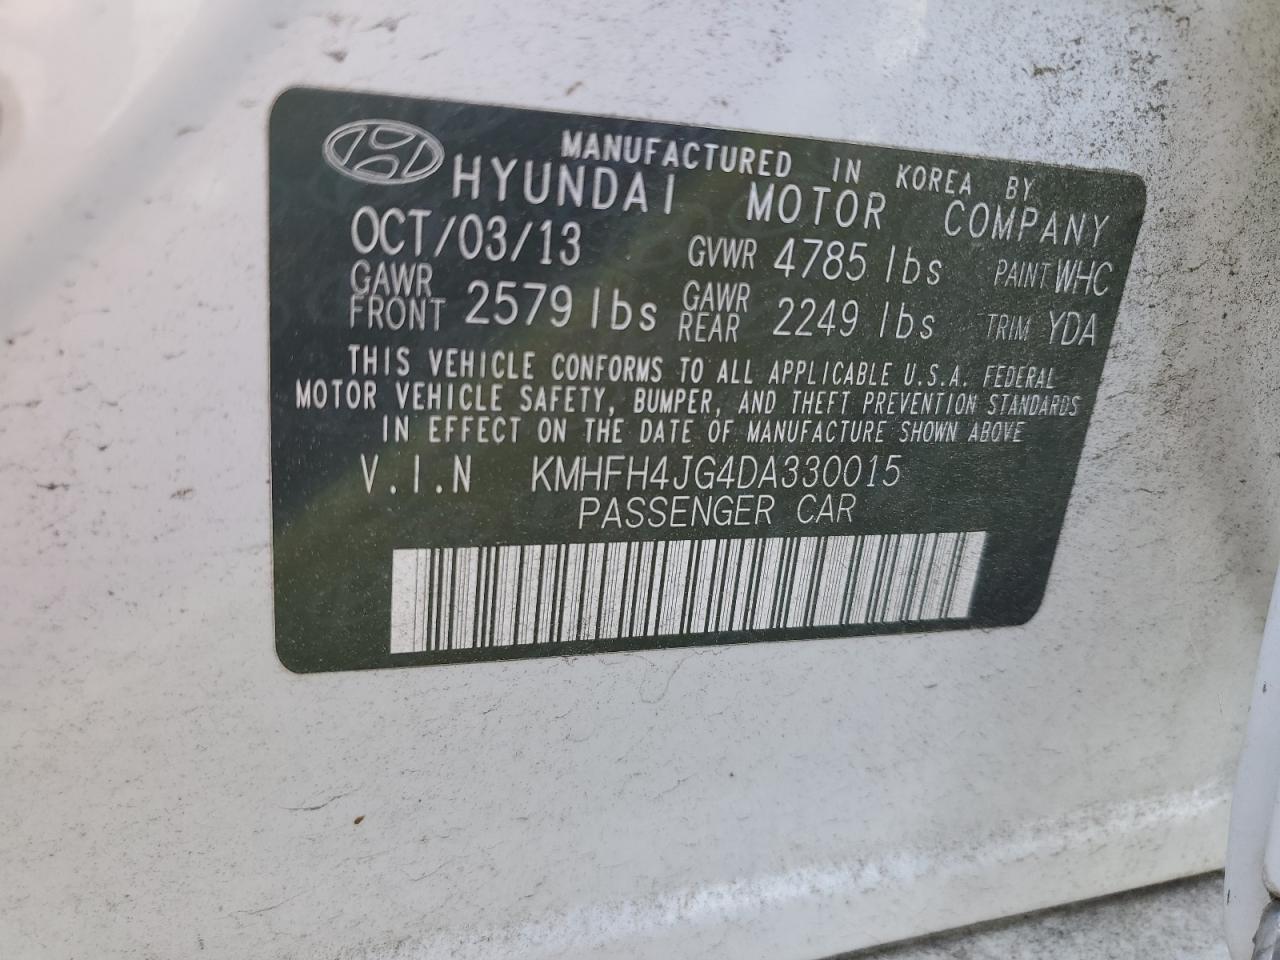 MANUFACTURED IN KOREA BY
HYUNDAI MOTOR COMPANY
OCT/03/13 GVWR 4785 lbs PAINT WHC
GAWR FRONT 2579 lbs GAWR REAR 2249 lbs TRIM YDA
THIS VEHICLE CONFORMS TO ALL APPLICABLE U.S.A. FEDERAL
MOTOR VEHICLE SAFETY, BUMPER, AND THEFT PREVENTION STANDARDS
IN EFFECT ON THE DATE OF MANUFACTURE SHOWN ABOVE
V.I.N KMHFH4JG4DA330015
PASSENGER CAR